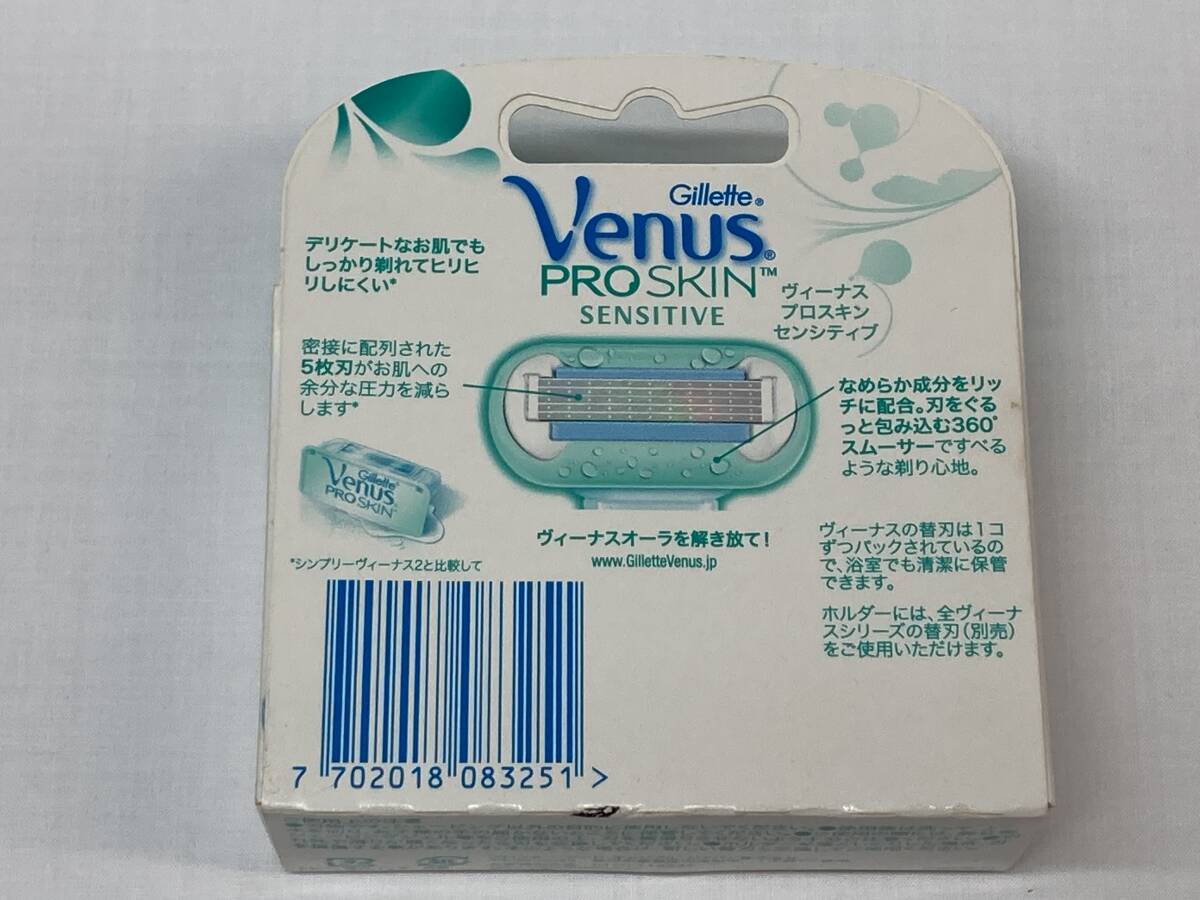 Gillette®
Venus®
PROSKIN™
SENSITIVE
ヴィーナス
プロスキン
センシティブ
デリケートなお肌でも
しっかり剃れてヒリヒ
リしにくい*
密接に配列された
5枚刃がお肌への
余分な圧力を減ら
します*
なめらか成分をリッ
チに配合。刃をぐる
っと包み込む360°
スムーサーですべる
ような剃り心地。
Gillette®
Venus®
PROSKIN™
*シンプリーヴィーナス2と比較して
ヴィーナスオーラを解き放て!
www.GilletteVenus.jp
ヴィーナスの替刃は1コ
ずつパックされているの
で、浴室でも清潔に保管
できます。
ホルダーには、全ヴィーナ
スシリーズの替刃(別売)
をご使用いただけます。
7 702018 083251 >